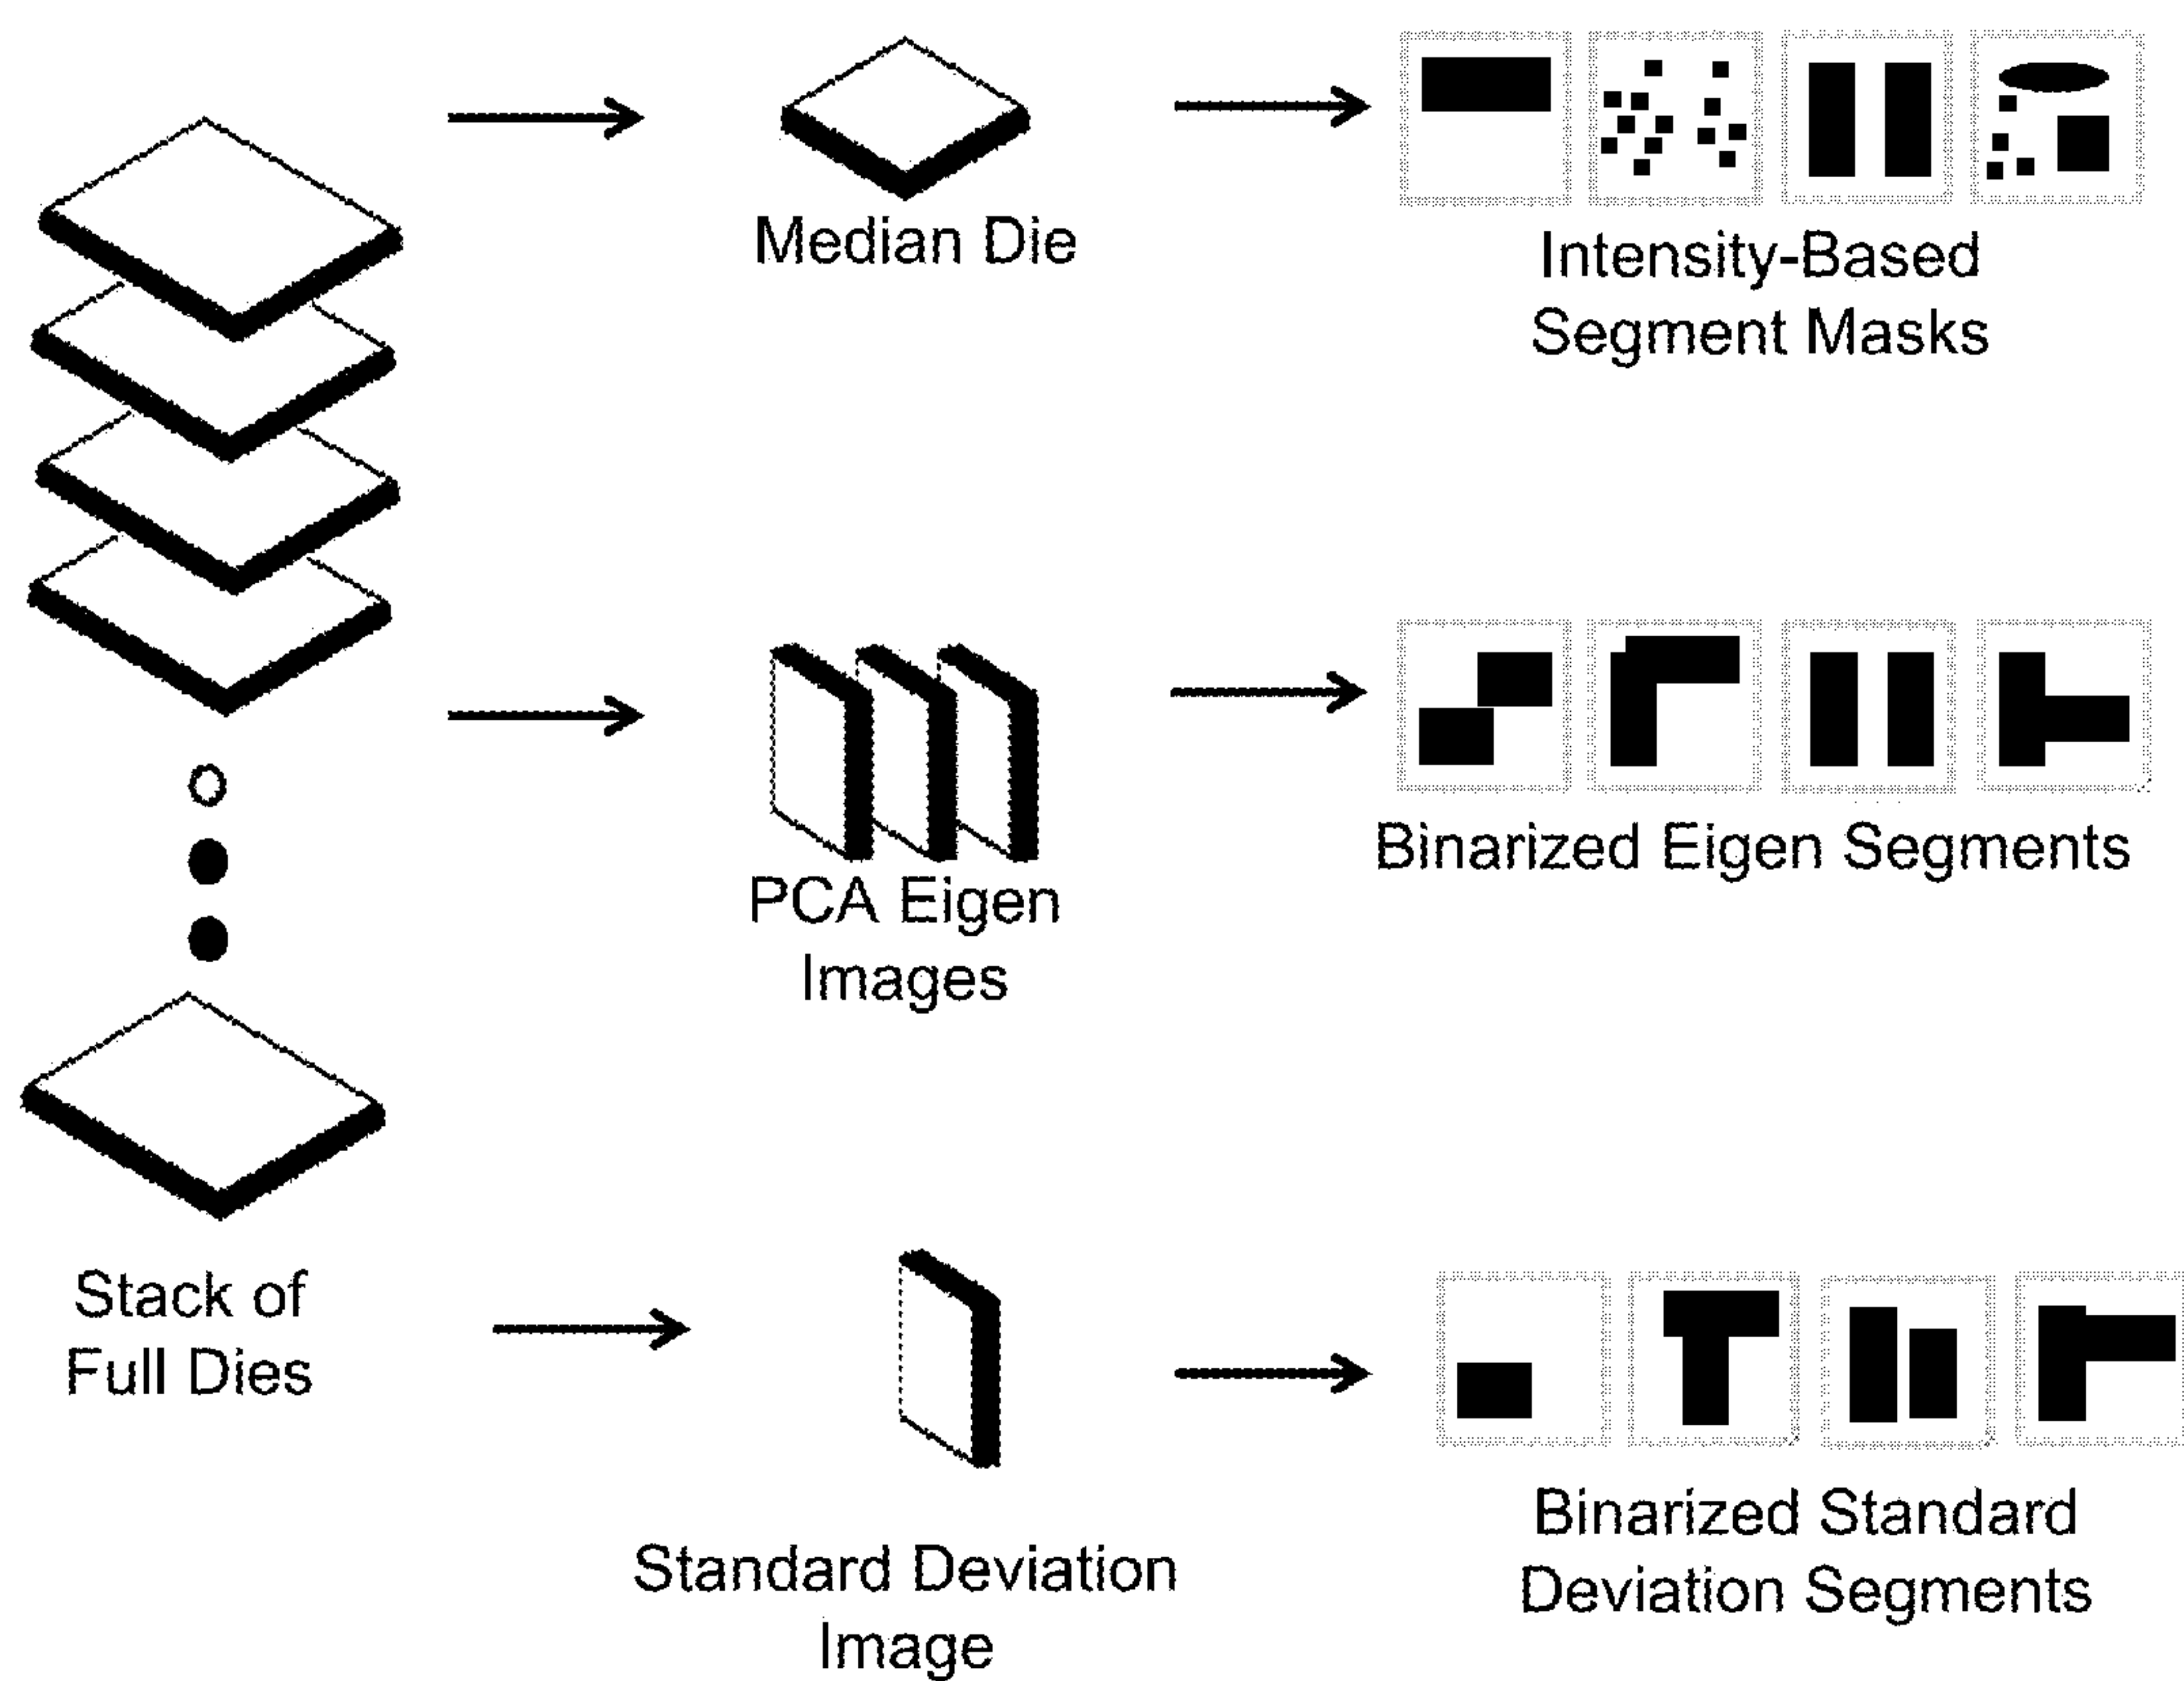 Median Die
Intensity-Based
Segment Masks
PCA Eigen
Images
Binarized Eigen Segments
Stack of
Full Dies
Standard Deviation
Image
Binarized Standard
Deviation Segments